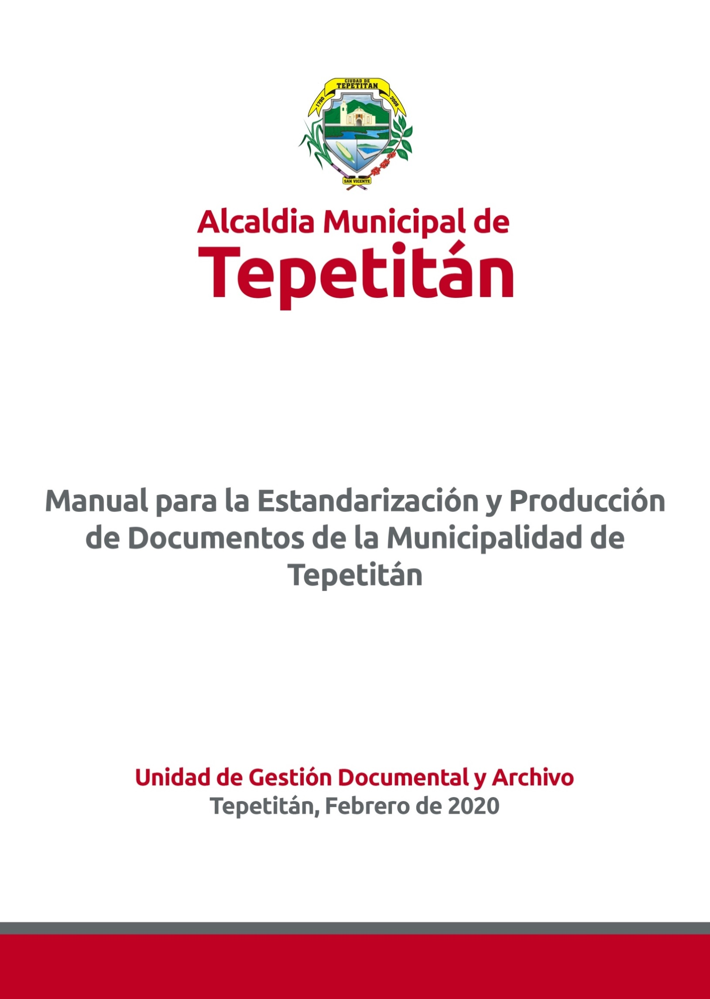 CIUDAD DE
TEPETITAN
1790
2008
SAN VICENTE
Alcaldia Municipal de
Tepetitán
Manual para la Estandarización y Producción
de Documentos de la Municipalidad de
Tepetitán
Unidad de Gestión Documental y Archivo
Tepetitán, Febrero de 2020